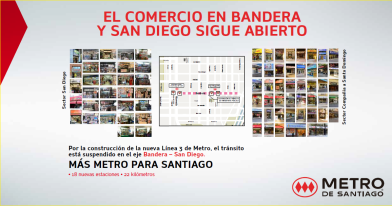 EL COMERCIO EN BANDERA
Y SAN DIEGO SIGUE ABIERTO
Sector San Diego
Sector Compañía a Santo Domingo
Por la construcción de la nueva Línea 3 de Metro, el tránsito
está suspendido en el eje Bandera – San Diego.
MÁS METRO PARA SANTIAGO
• 18 nuevas estaciones • 22 kilómetros
METRO
DE SANTIAGO